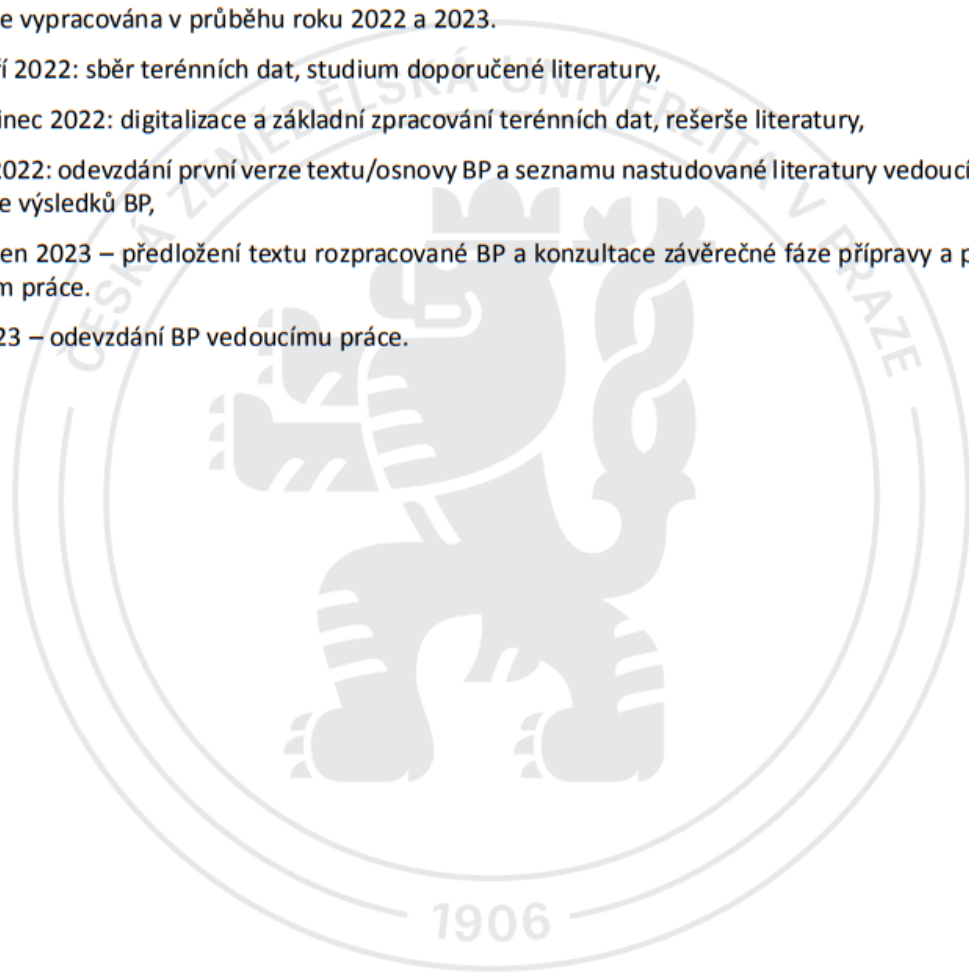 e vypracována v průběhu roku 2022 a 2023.
í 2022: sběr terénních dat, studium doporučené literatury,
inec 2022: digitalizace a základní zpracování terénních dat, rešerše literatury,
2022: odevzdání první verze textu/osnovy BP a seznamu nastudované literatury vedoucí
e výsledků BP,
en 2023 – předložení textu rozpracované BP a konzultace závěrečné fáze přípravy a p
m práce.
23 – odevzdání BP vedoucímu práce.
ČESKÁ ZEMĚDĚLSKÁ UNIVERZITA V PRAZE
1906